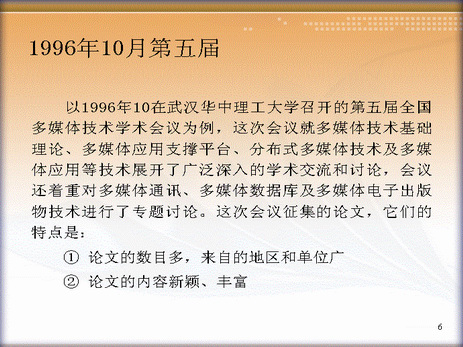 1996年10月第五届
以1996年10在武汉华中理工大学召开的第五届全国
多媒体技术学术会议为例，这次会议就多媒体技术基础
理论、多媒体应用支撑平台、分布式多媒体技术及多媒
体应用等技术展开了广泛深入的学术交流和讨论，会议
还着重对多媒体通讯、多媒体数据库及多媒体电子出版
物技术进行了专题讨论。这次会议征集的论文，它们的
特点是：
① 论文的数目多，来自的地区和单位广
② 论文的内容新颖、丰富
6